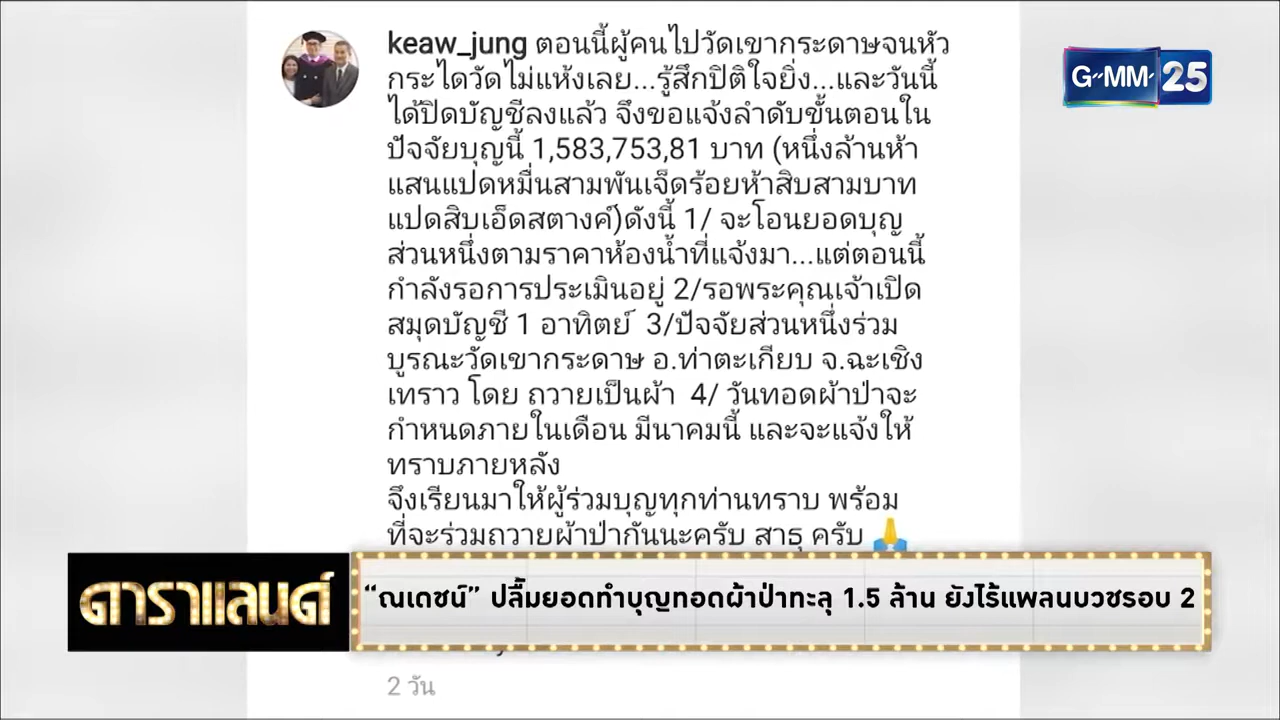 keaw_jung ตอนนี้ผู้คนไปวัดเขากระดาษจนหัว
กระไดวัดไม่แห้งเลย...รู้สึกปิติใจยิ่ง...และวันนี้
ได้ปิดบัญชีลงแล้ว จึงขอแจ้งลำดับขั้นตอนใน
ปัจจัยบุญนี้ 1,583,753,81 บาท (หนึ่งล้านห้า
แสนแปดหมื่นสามพันเจ็ดร้อยห้าสิบสามบาท
แปดสิบเอ็ดสตางค์)ดังนี้ 1/ จะโอนยอดบุญ
ส่วนหนึ่งตามราคาห้องน้ำที่แจ้งมา...แต่ตอนนี้
กำลังรอการประเมินอยู่ 2/รอพระคุณเจ้าเปิด
สมุดบัญชี 1 อาทิตย์ 3/ปัจจัยส่วนหนึ่งร่วม
บูรณะวัดเขากระดาษ อ.ท่าตะเกียบ จ.ฉะเชิง
เทราว โดย ถวายเป็นผ้า 4/ วันทอดผ้าป่าจะ
กำหนดภายในเดือน มีนาคมนี้ และจะแจ้งให้
ทราบภายหลัง
จึงเรียนมาให้ผู้ร่วมบุญทุกท่านทราบ พร้อม
ที่จะร่วมถวายผ้าป่ากันนะครับ สาธุ ครับ 🙏
GMM 25
ดาราแลนด์
“ณเดชน์” ปลื้มยอดทำบุญทอดผ้าป่าทะลุ 1.5 ล้าน ยังไร้แพลนบวชรอบ 2
2 วัน